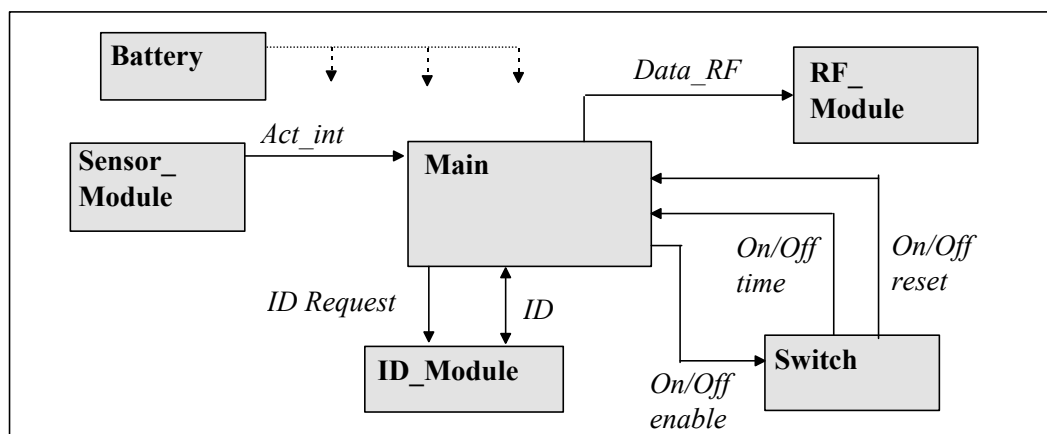 Battery
Data_RF
RF_
Module
Act_int
Sensor_
Module
Main
On/Off
time
On/Off
reset
ID Request
ID
ID_Module
On/Off
enable
Switch